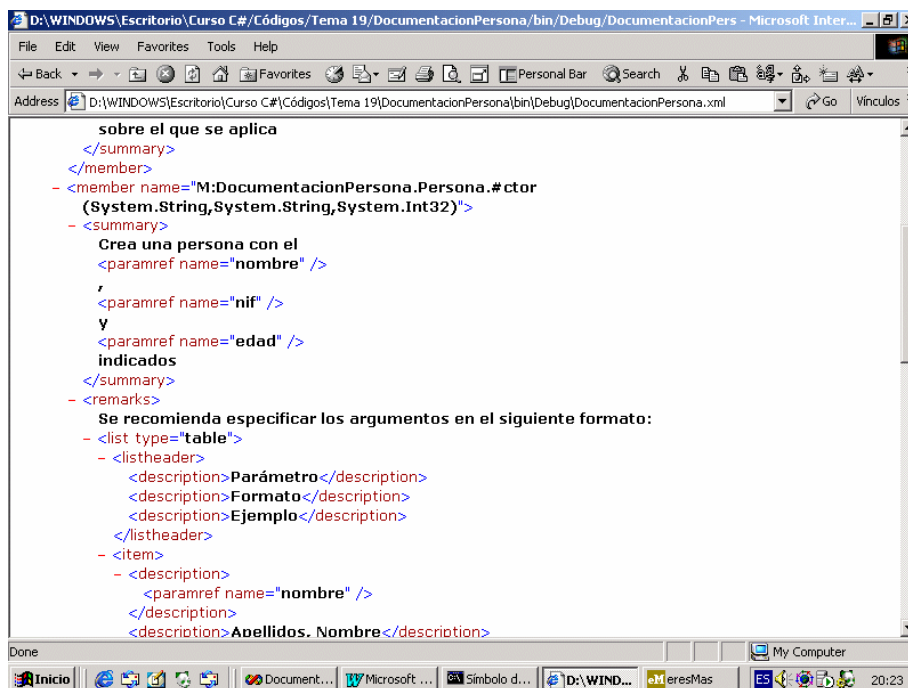 D:\WINDOWS\Escritorio\Curso C#/Códigos/Tema 19/DocumentacionPersona/bin/Debug/DocumentacionPers - Microsoft Inter...
File Edit View Favorites Tools Help
Back Favorites Personal Bar Search
Address D:\WINDOWS\Escritorio\Curso C#\Códigos\Tema 19\DocumentacionPersona\bin\Debug\DocumentacionPersona.xml Go Vínculos
sobre el que se aplica
</summary>
</member>
- <member name="M:DocumentacionPersona.Persona.#ctor
(System.String,System.String,System.Int32)">
- <summary>
Crea una persona con el
<paramref name="nombre" />
,
<paramref name="nif" />
y
<paramref name="edad" />
indicados
</summary>
- <remarks>
Se recomienda especificar los argumentos en el siguiente formato:
- <list type="table">
- <listheader>
<description>Parámetro</description>
<description>Formato</description>
<description>Ejemplo</description>
</listheader>
- <item>
- <description>
<paramref name="nombre" />
</description>
<description>Apellidos, Nombre</description>
Done My Computer
Inicio Document... Microsoft ... Símbolo d... D:\WIND... eM eresMas ES 20:23